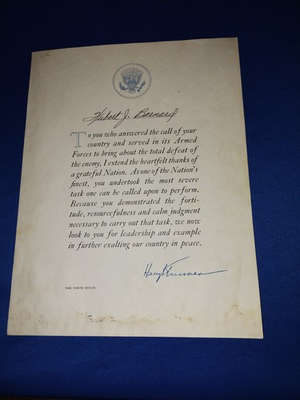 Hubert J. Bernard
To you who answered the call of your
country and served in its Armed
Forces to bring about the total defeat of
the enemy, I extend the heartfelt thanks of
a grateful Nation. As one of the Nation's
finest, you undertook the most severe
task one can be called upon to perform.
Because you demonstrated the forti-
tude, resourcefulness and calm judgment
necessary to carry out that task, we now
look to you for leadership and example
in further exalting our country in peace.
Harry Truman
THE WHITE HOUSE